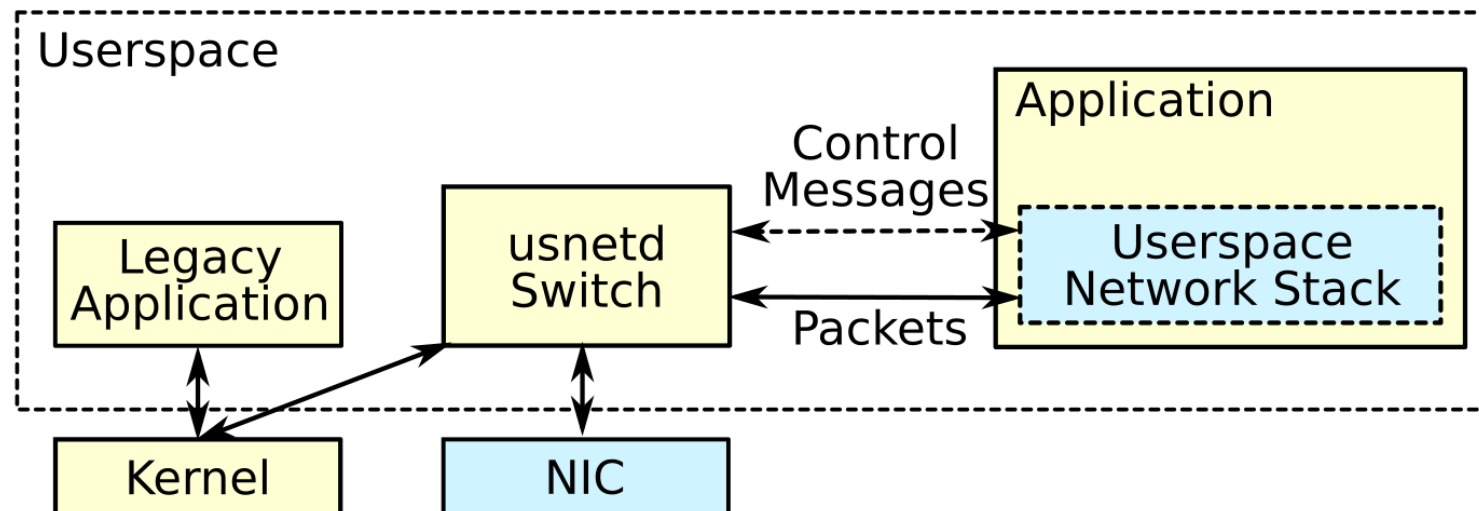 Userspace
Application
Control
Messages
usnetd
Switch
Legacy
Application
Userspace
Network Stack
Packets
Kernel
NIC